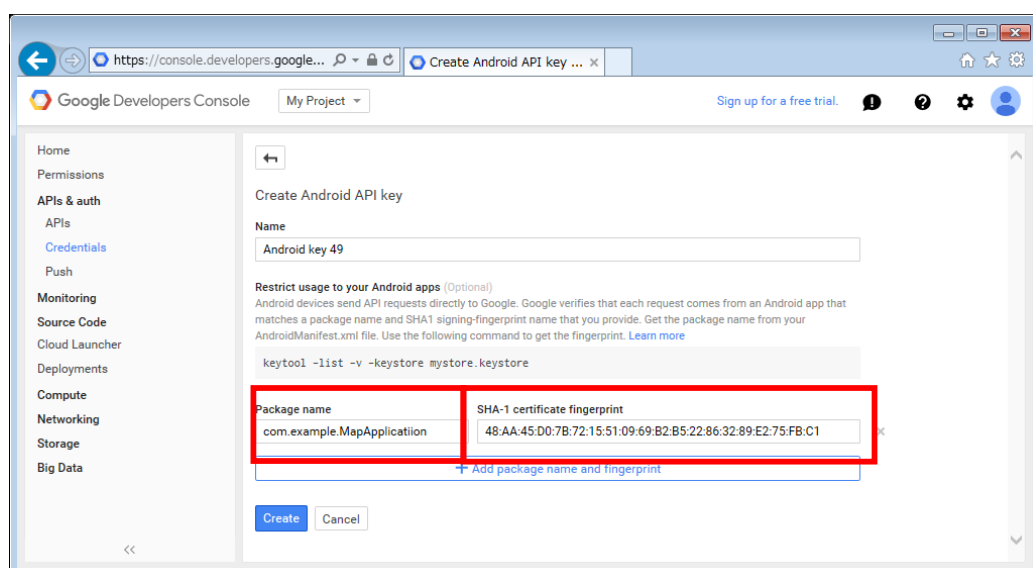 https://console.developers.google...
Create Android API key ...
Google Developers Console
My Project
Sign up for a free trial.
Home
Permissions
APIs & auth
APIs
Credentials
Push
Monitoring
Source Code
Cloud Launcher
Deployments
Compute
Networking
Storage
Big Data
<<
Create Android API key
Name
Android key 49
Restrict usage to your Android apps (Optional)
Android devices send API requests directly to Google. Google verifies that each request comes from an Android app that
matches a package name and SHA1 signing-fingerprint name that you provide. Get the package name from your
AndroidManifest.xml file. Use the following command to get the fingerprint. Learn more
keytool -list -v -keystore mystore.keystore
Package name
SHA-1 certificate fingerprint
com.example.MapApplicatiion
48:AA:45:D0:7B:72:15:51:09:69:B2:B5:22:86:32:89:E2:75:FB:C1
+ Add package name and fingerprint
Create
Cancel